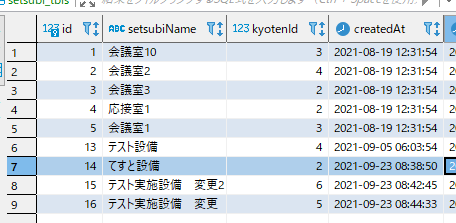 setsubi_tbls
id setsubiName kyotenId createdAt
1 1 会議室10 3 2021-08-19 12:31:54
2 2 会議室2 4 2021-08-19 12:31:54
3 3 会議室3 2 2021-08-19 12:31:54
4 4 応接室1 2 2021-08-19 12:31:54
5 5 会議室1 3 2021-08-19 12:31:54
6 13 テスト設備 4 2021-09-05 06:03:54
7 14 てすと設備 2 2021-09-23 08:38:50
8 15 テスト実施設備 変更2 6 2021-09-23 08:42:45
9 16 テスト実施設備 変更 5 2021-09-23 08:44:33